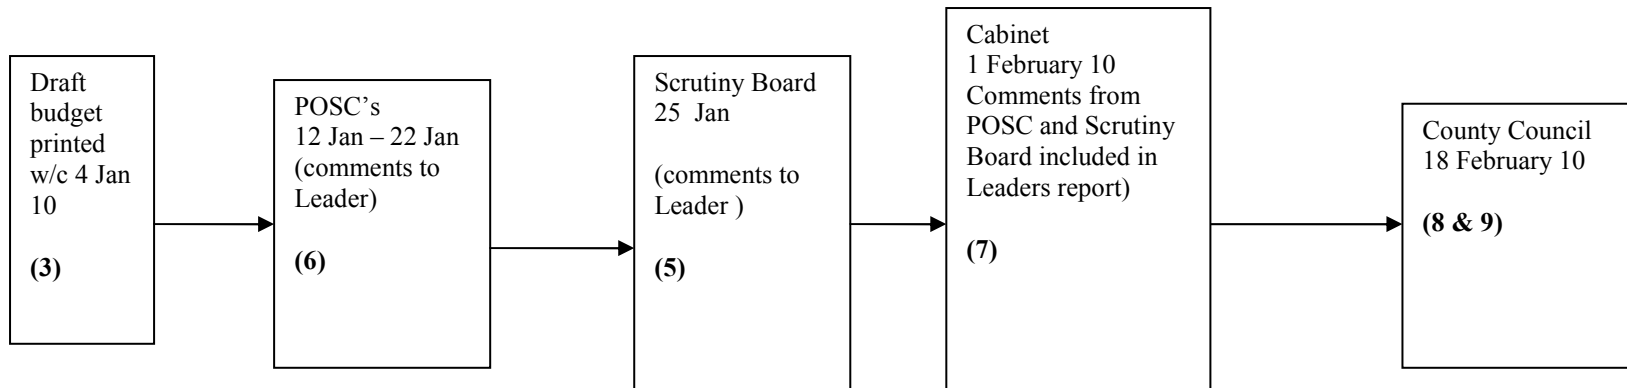 Draft
budget
printed
w/c 4 Jan
10
(3)
POSC’s
12 Jan – 22 Jan
(comments to
Leader)
(6)
Scrutiny Board
25 Jan
(comments to
Leader )
(5)
Cabinet
1 February 10
Comments from
POSC and Scrutiny
Board included in
Leaders report)
(7)
County Council
18 February 10
(8 & 9)